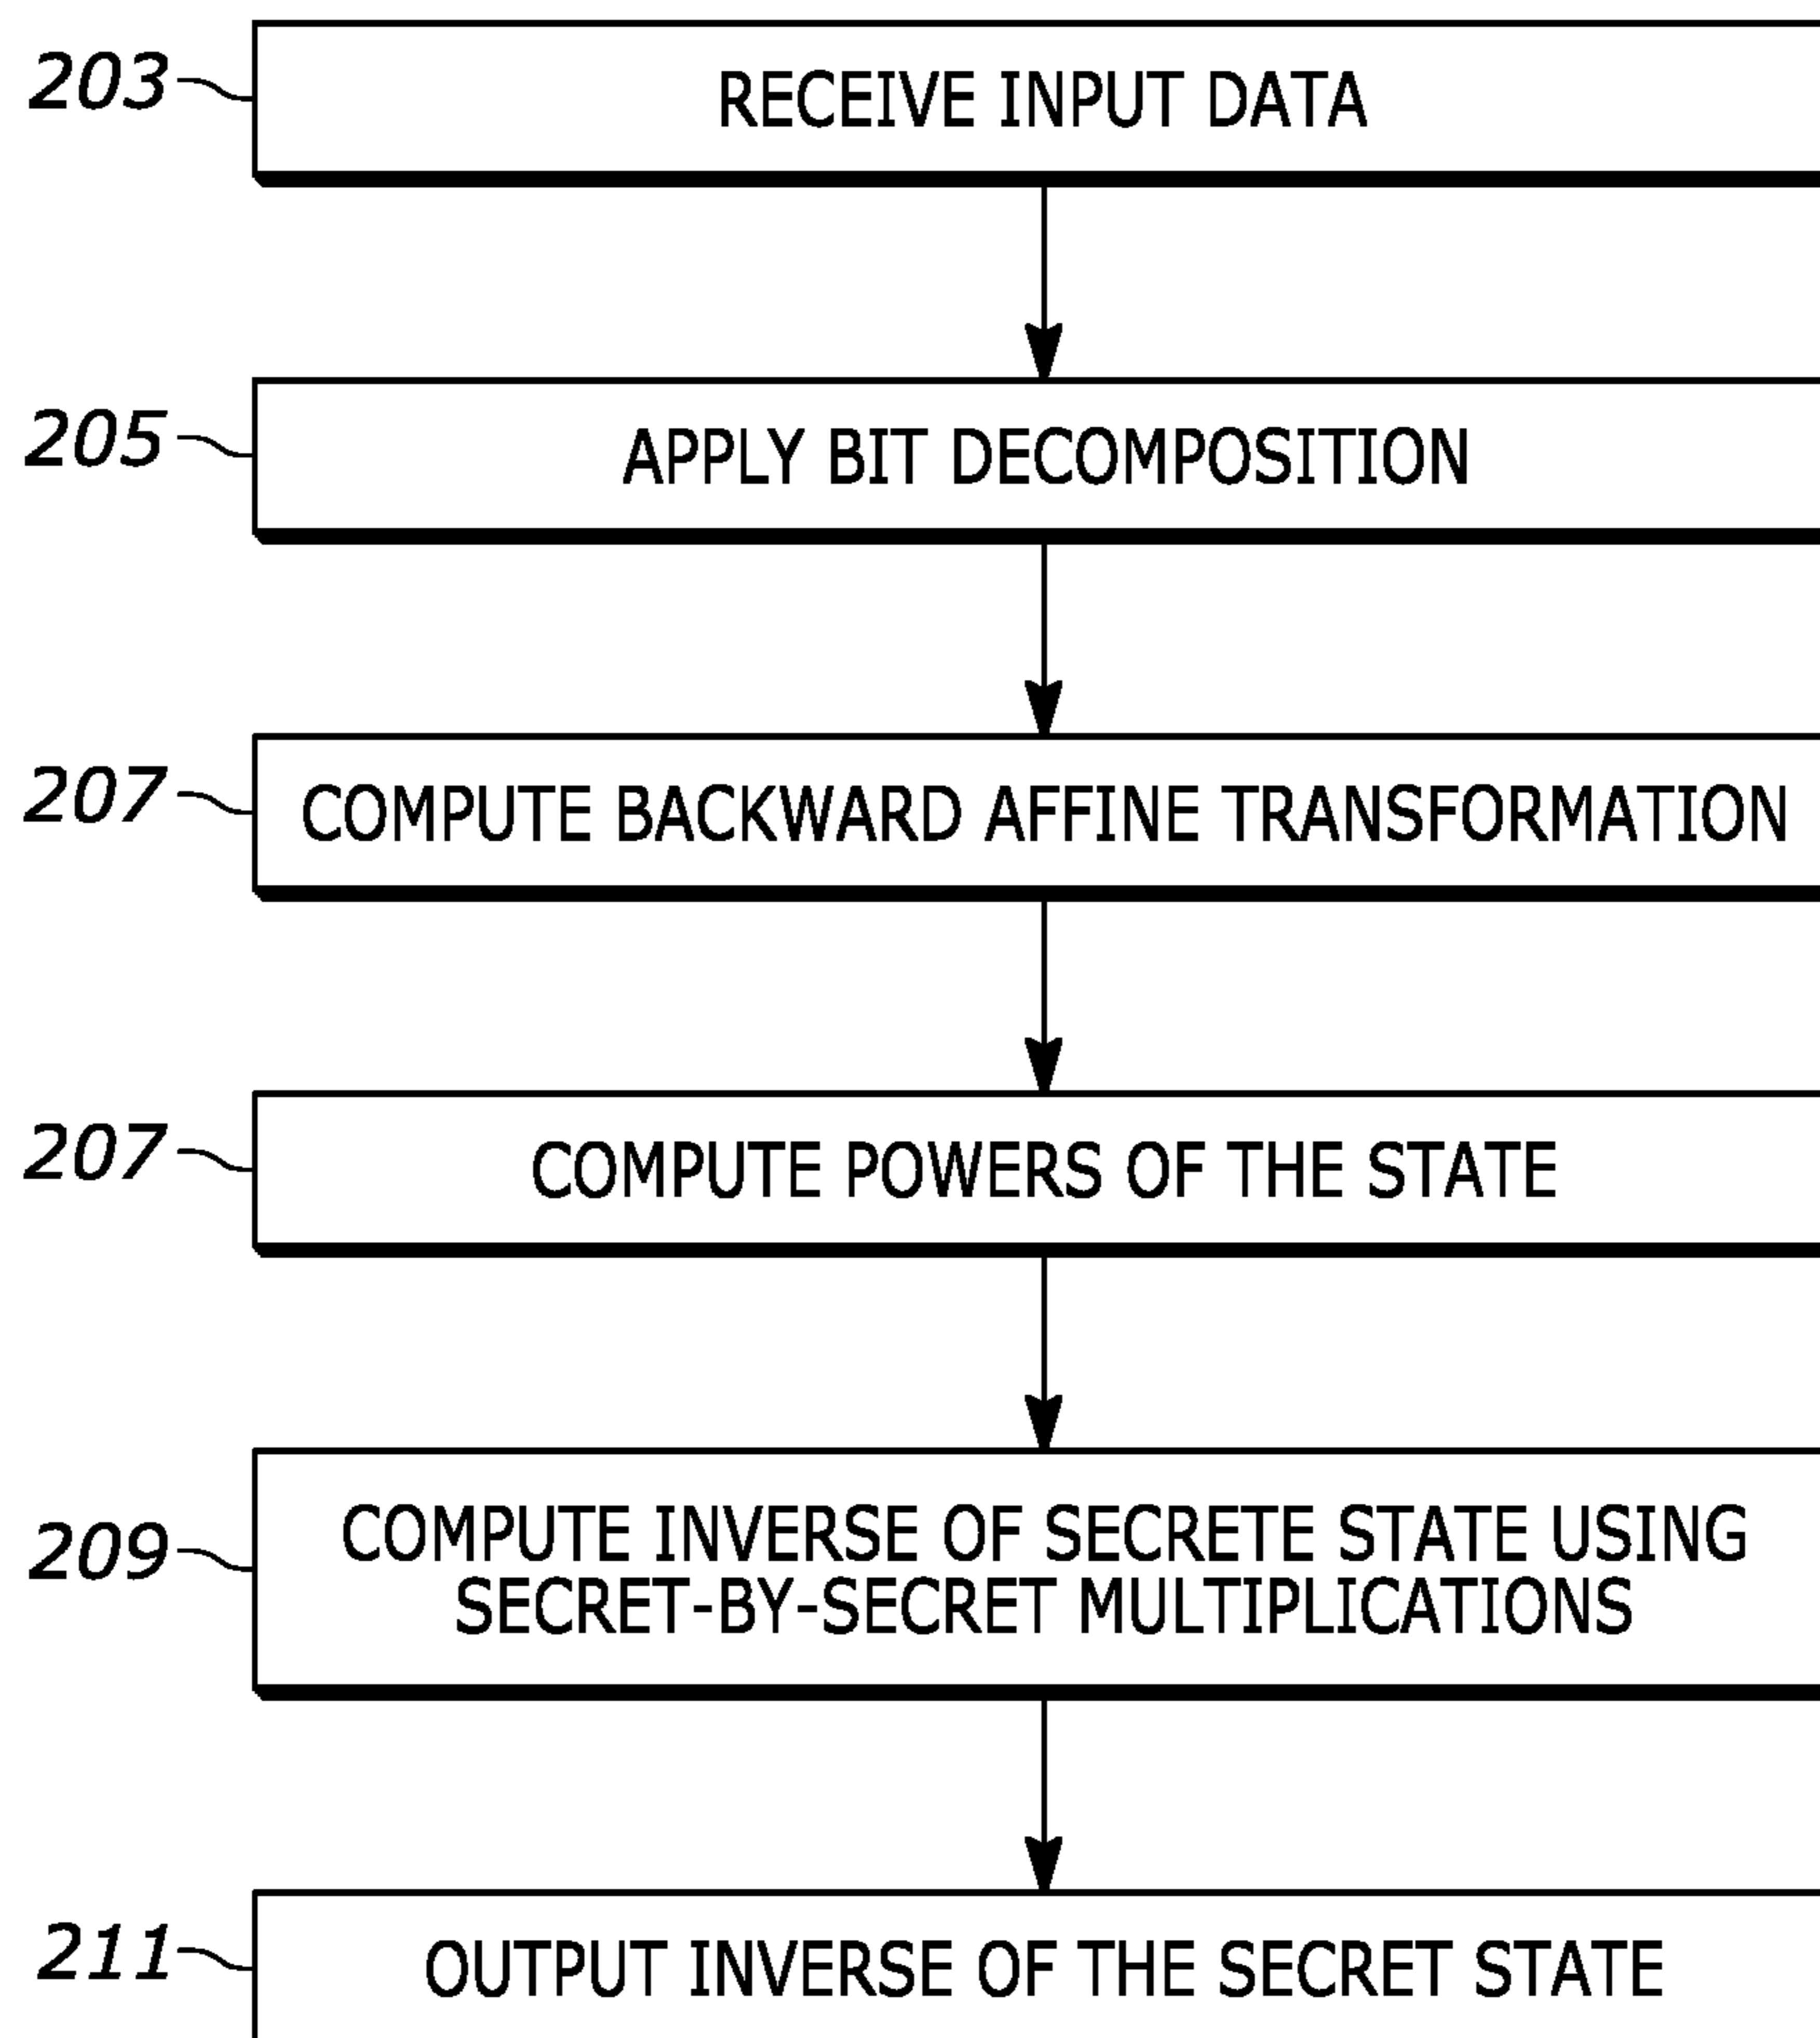 203 RECEIVE INPUT DATA
205 APPLY BIT DECOMPOSITION
207 COMPUTE BACKWARD AFFINE TRANSFORMATION
207 COMPUTE POWERS OF THE STATE
209 COMPUTE INVERSE OF SECRETE STATE USING
SECRET-BY-SECRET MULTIPLICATIONS
211 OUTPUT INVERSE OF THE SECRET STATE